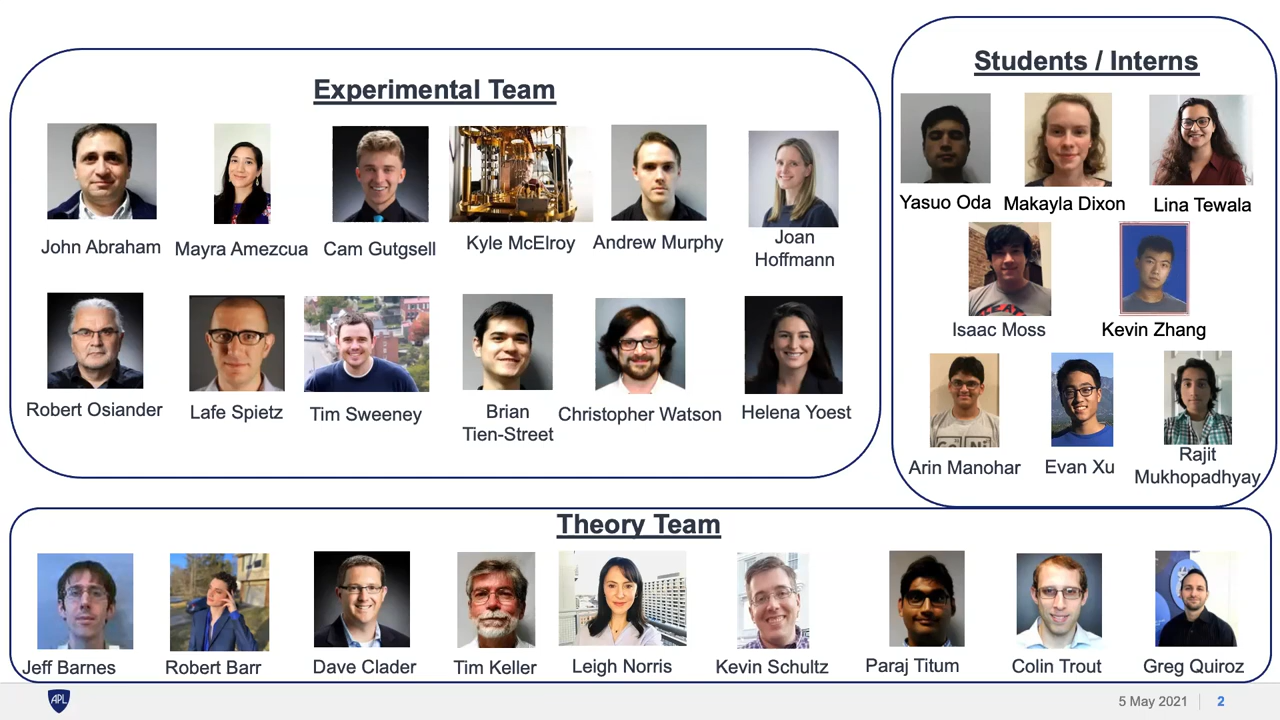 Experimental Team
John Abraham
Mayra Amezcua
Cam Gutgsell
Kyle McElroy
Andrew Murphy
Joan
Hoffmann
Robert Osiander
Lafe Spietz
Tim Sweeney
Brian
Tien-Street
Christopher Watson
Helena Yoest
Students / Interns
Yasuo Oda
Makayla Dixon
Lina Tewala
Isaac Moss
Kevin Zhang
Arin Manohar
Evan Xu
Rajit
Mukhopadhyay
Theory Team
Jeff Barnes
Robert Barr
Dave Clader
Tim Keller
Leigh Norris
Kevin Schultz
Paraj Titum
Colin Trout
Greg Quiroz
APL
5 May 2021
2